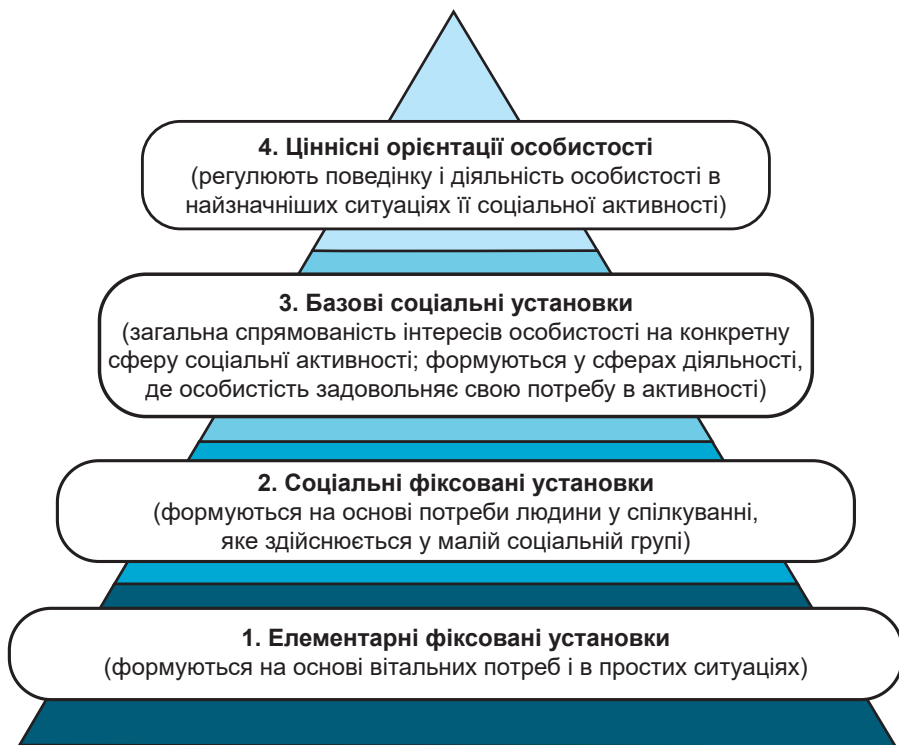 4. Ціннісні орієнтації особистості
(регулюють поведінку і діяльність особистості в
найзначніших ситуаціях її соціальної активності)
3. Базові соціальні установки
(загальна спрямованість інтересів особистості на конкретну
сферу соціальнї активності; формуються у сферах діяльності,
де особистість задовольняє свою потребу в активності)
2. Соціальні фіксовані установки
(формуються на основі потреби людини у спілкуванні,
яке здійснюється у малій соціальній групі)
1. Елементарні фіксовані установки
(формуються на основі вітальних потреб і в простих ситуаціях)